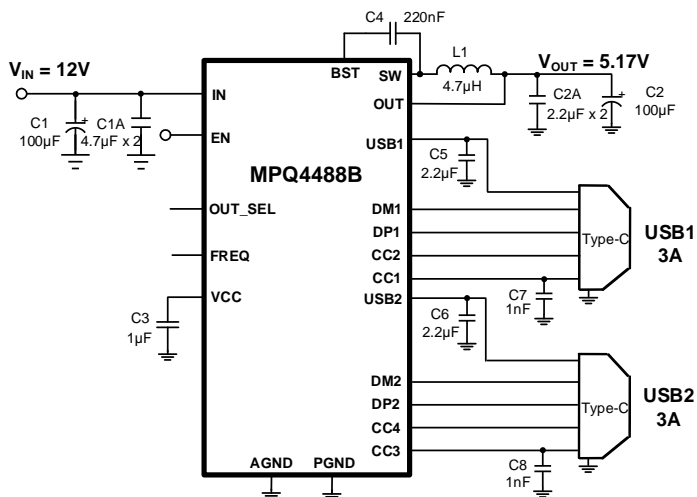 C4
220nF
V_IN = 12V
BST
SW
L1
4.7µH
V_OUT = 5.17V
IN
OUT
C1
100µF
+
C1A
4.7µF x 2
C2A
2.2µF x 2
+
C2
100µF
EN
USB1
C5
2.2µF
MPQ4488B
OUT_SEL
DM1
DP1
CC2
CC1
Type-C
USB1
3A
FREQ
VCC
C3
1µF
USB2
C7
1nF
C6
2.2µF
DM2
DP2
CC4
CC3
Type-C
USB2
3A
C8
1nF
AGND
PGND